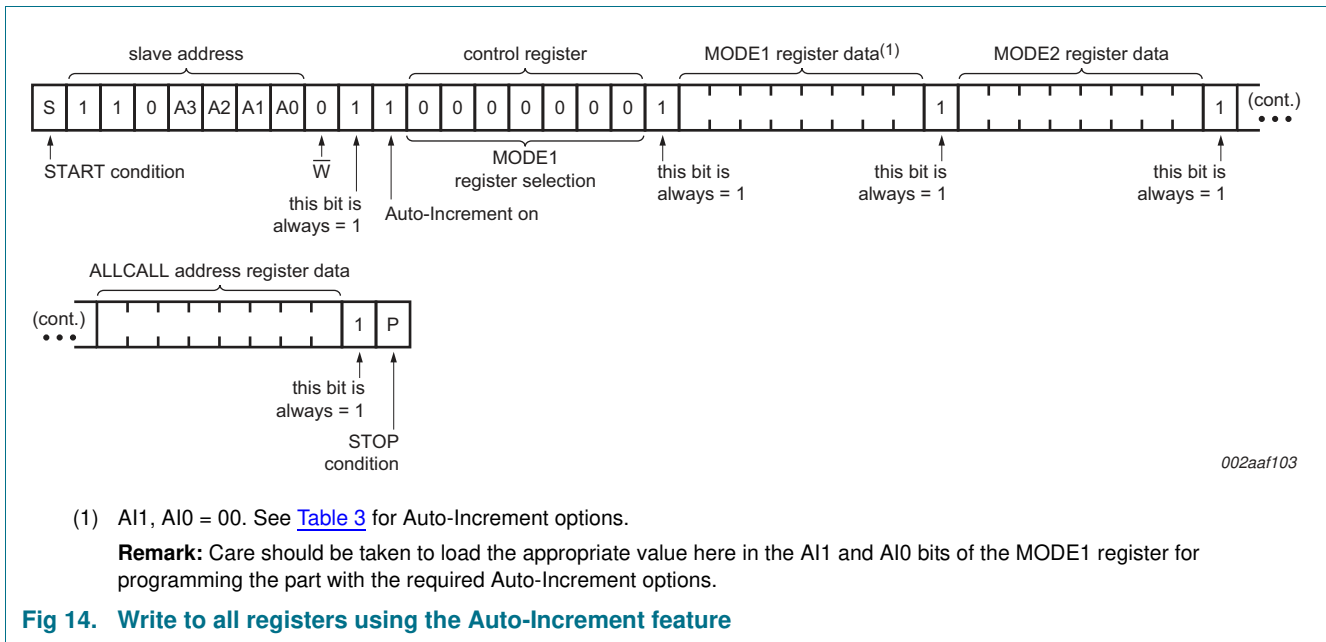 slave address control register MODE1 register data(1) MODE2 register data
S 1 1 0 A3 A2 A1 A0 0 1 1 0 0 0 0 0 0 0 1 1 1 (cont.)
START condition W this bit is always = 1 Auto-Increment on MODE1 register selection this bit is always = 1 this bit is always = 1 this bit is always = 1
ALLCALL address register data
(cont.) 1 P
this bit is
always = 1
STOP
condition
002aaf103
(1) AI1, AI0 = 00. See Table 3 for Auto-Increment options.
Remark: Care should be taken to load the appropriate value here in the AI1 and AI0 bits of the MODE1 register for
programming the part with the required Auto-Increment options.
Fig 14. Write to all registers using the Auto-Increment feature